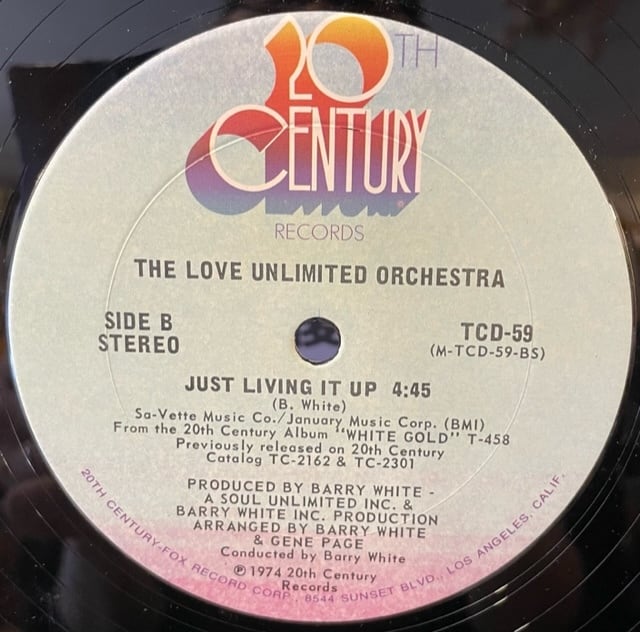 20TH
CENTURY
RECORDS
THE LOVE UNLIMITED ORCHESTRA
SIDE B
STEREO
TCD-59
(M-TCD-59-BS)
JUST LIVING IT UP 4:45
(B. White)
Sa-Vette Music Co./January Music Corp. (BMI)
From the 20th Century Album "WHITE GOLD" T-458
Previously released on 20th Century
Catalog TC-2162 & TC-2301
PRODUCED BY BARRY WHITE -
A SOUL UNLIMITED INC. &
BARRY WHITE INC. PRODUCTION
ARRANGED BY BARRY WHITE
& GENE PAGE
Conducted by Barry White
℗ 1974 20th Century
Records
20TH CENTURY-FOX RECORD CORP., 8544 SUNSET BLVD., LOS ANGELES, CALIF.